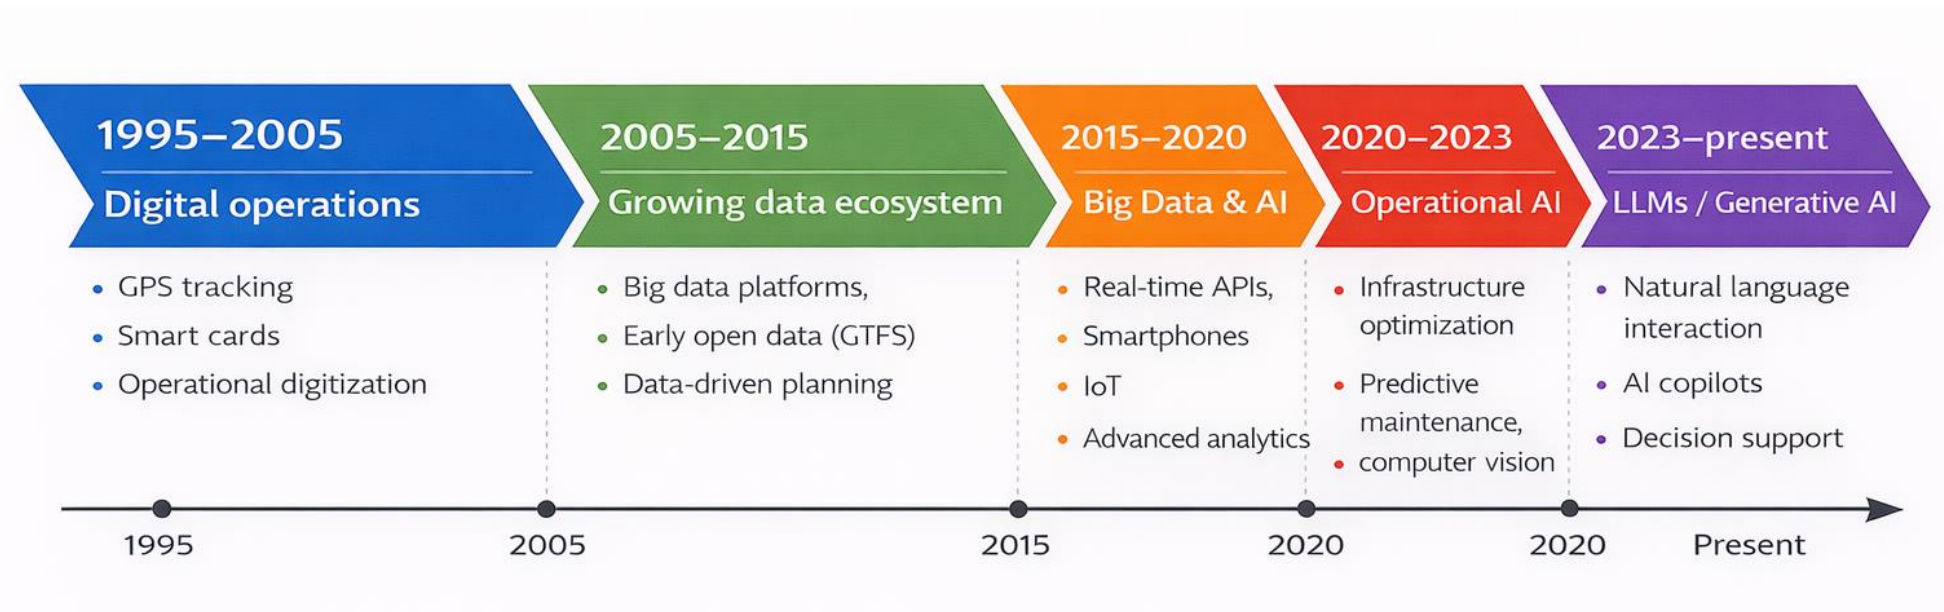 1995–2005
Digital operations
• GPS tracking
• Smart cards
• Operational digitization
2005–2015
Growing data ecosystem
• Big data platforms,
• Early open data (GTFS)
• Data-driven planning
2015–2020
Big Data & AI
• Real-time APIs,
• Smartphones
• IoT
• Advanced analytics
2020–2023
Operational AI
• Infrastructure
optimization
• Predictive
maintenance,
• computer vision
2023–present
LLMs / Generative AI
• Natural language
interaction
• AI copilots
• Decision support
1995
2005
2015
2020
2020
Present